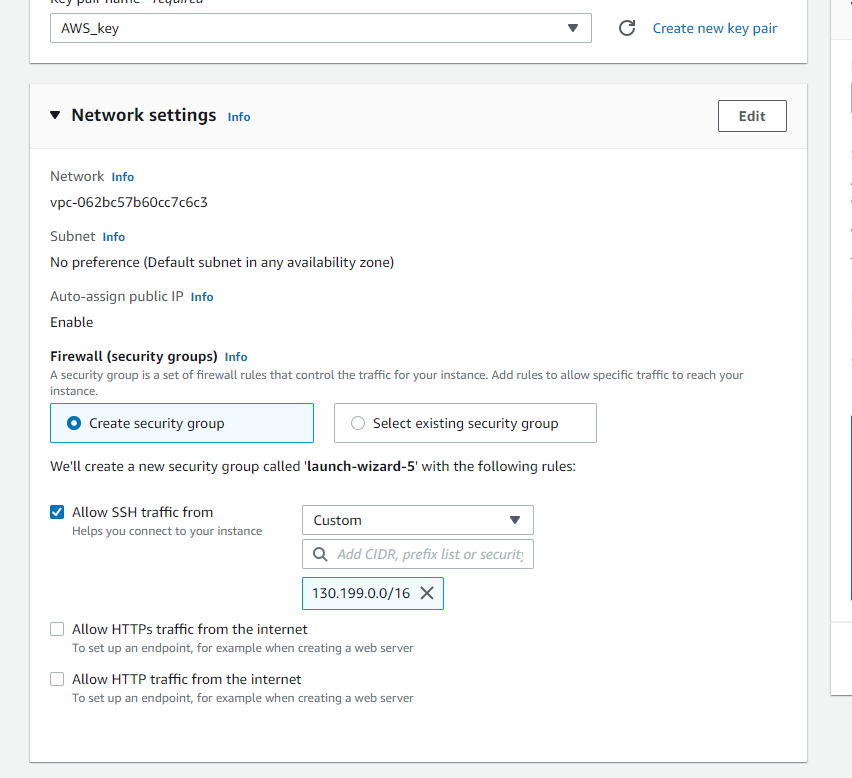 Key pair name - required
AWS_key
Create new key pair
Network settings Info
Edit
Network Info
vpc-062bc57b60cc7c6c3
Subnet Info
No preference (Default subnet in any availability zone)
Auto-assign public IP Info
Enable
Firewall (security groups) Info
A security group is a set of firewall rules that control the traffic for your instance. Add rules to allow specific traffic to reach your
instance.
Create security group
Select existing security group
We'll create a new security group called 'launch-wizard-5' with the following rules:
Allow SSH traffic from
Helps you connect to your instance
Custom
Add CIDR, prefix list or security
130.199.0.0/16
Allow HTTPs traffic from the internet
To set up an endpoint, for example when creating a web server
Allow HTTP traffic from the internet
To set up an endpoint, for example when creating a web server